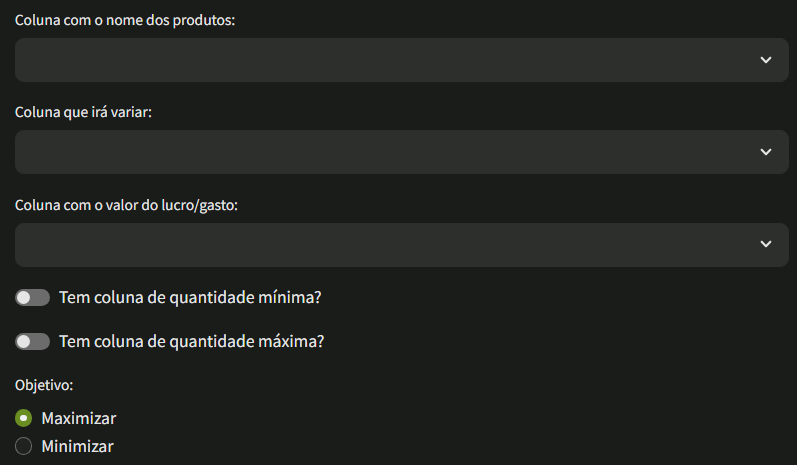 Coluna com o nome dos produtos:
Coluna que irá variar:
Coluna com o valor do lucro/gasto:
Tem coluna de quantidade mínima?
Tem coluna de quantidade máxima?
Objetivo:
Maximizar
Minimizar